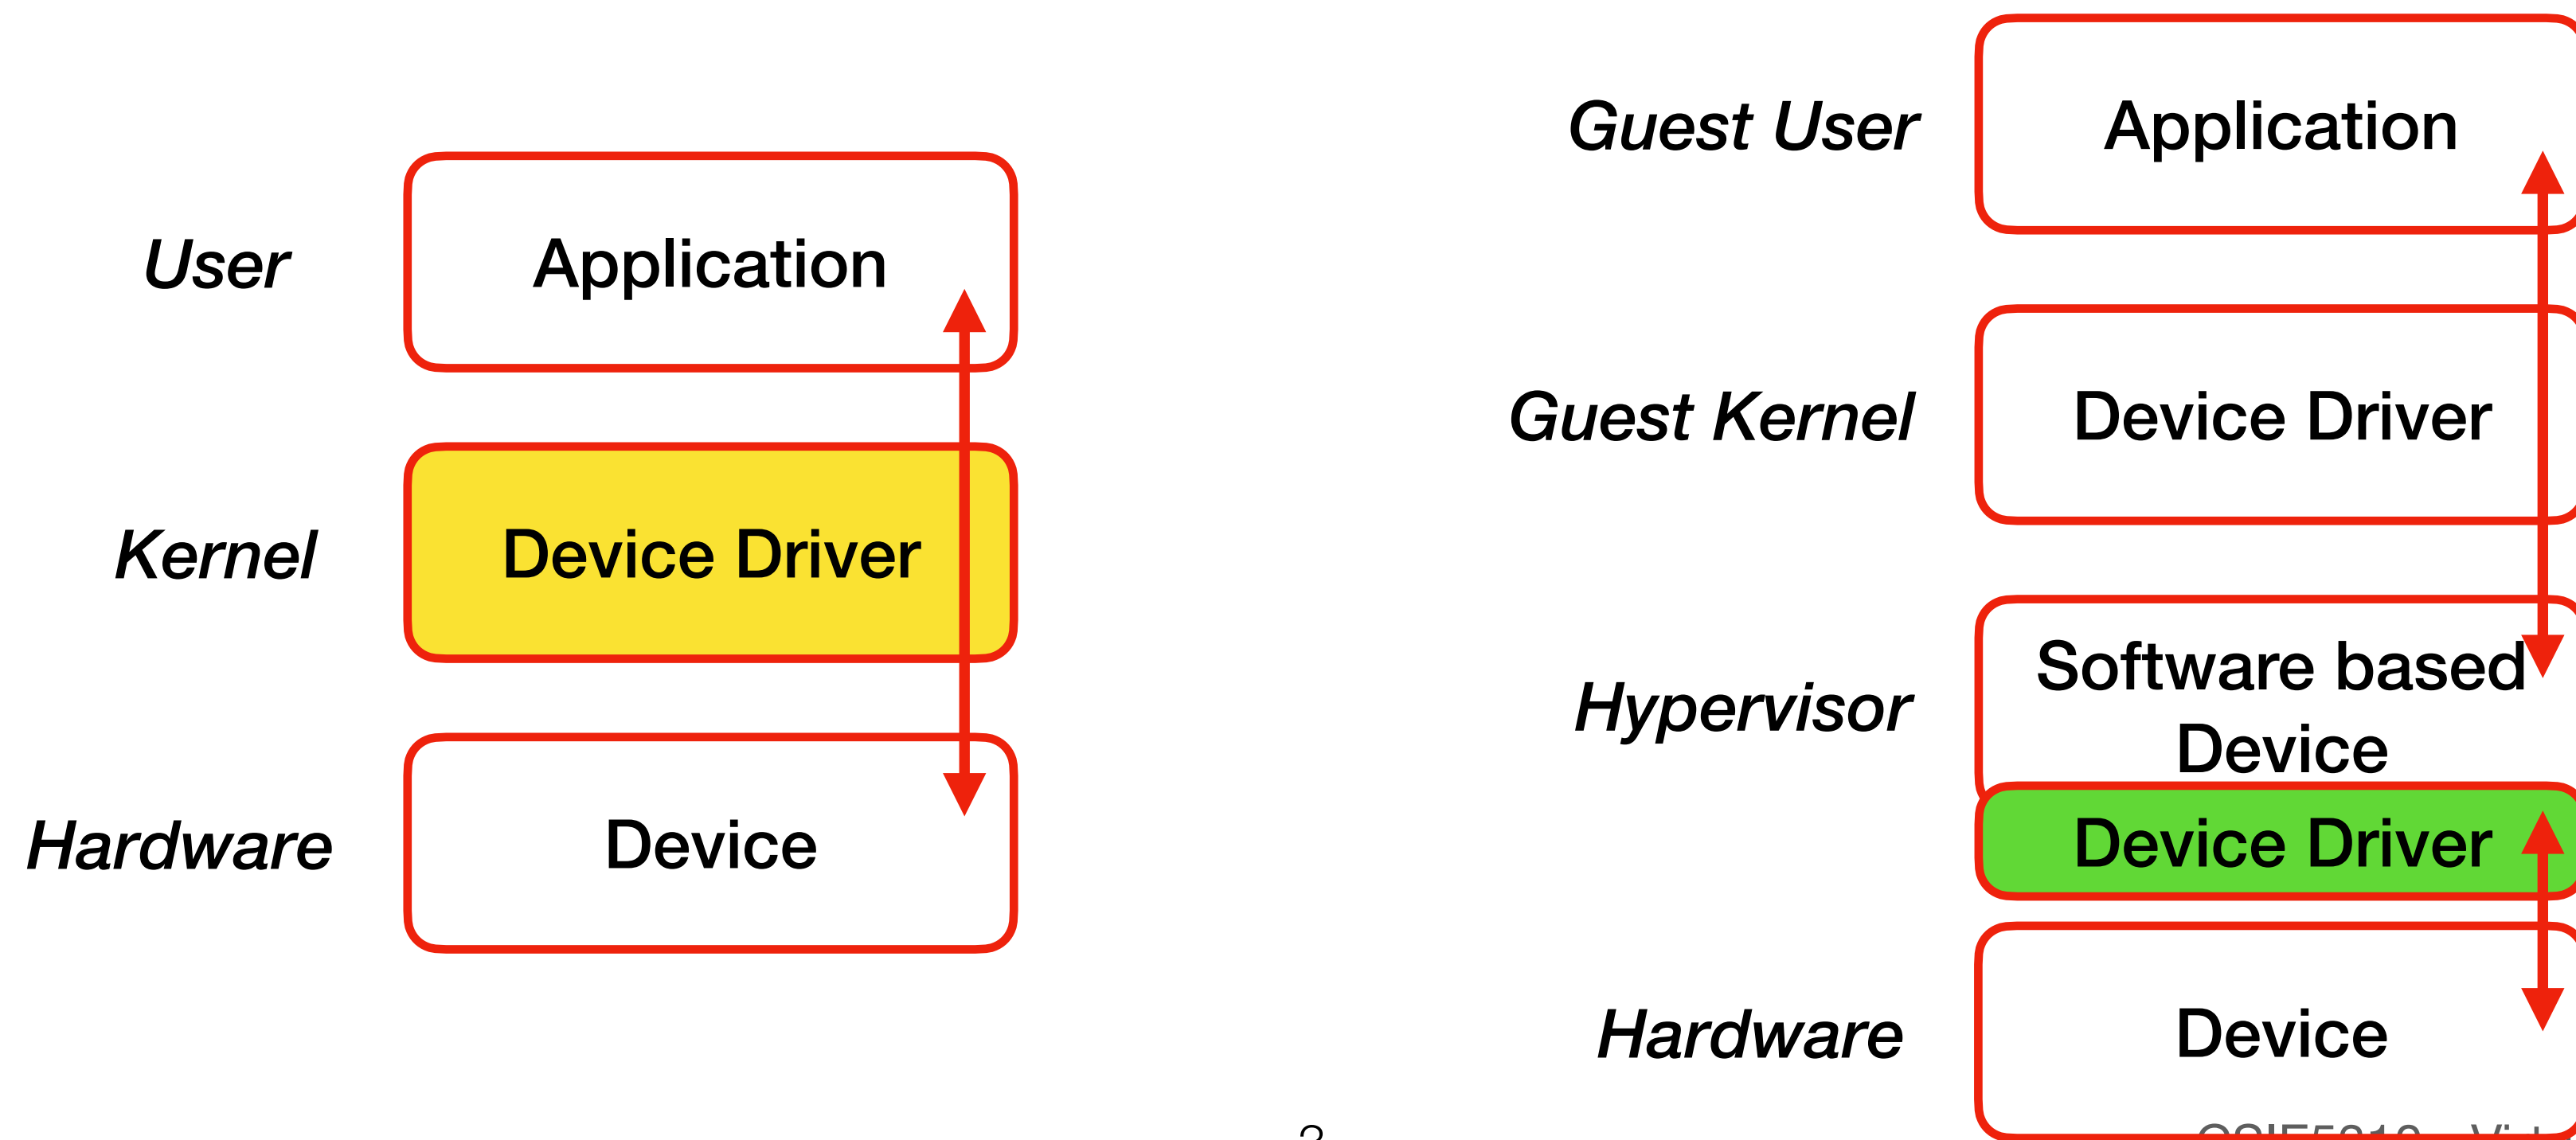 User
Application
Kernel
Device Driver
Hardware
Device
Guest User
Application
Guest Kernel
Device Driver
Hypervisor
Software based
Device
Device Driver
Hardware
Device